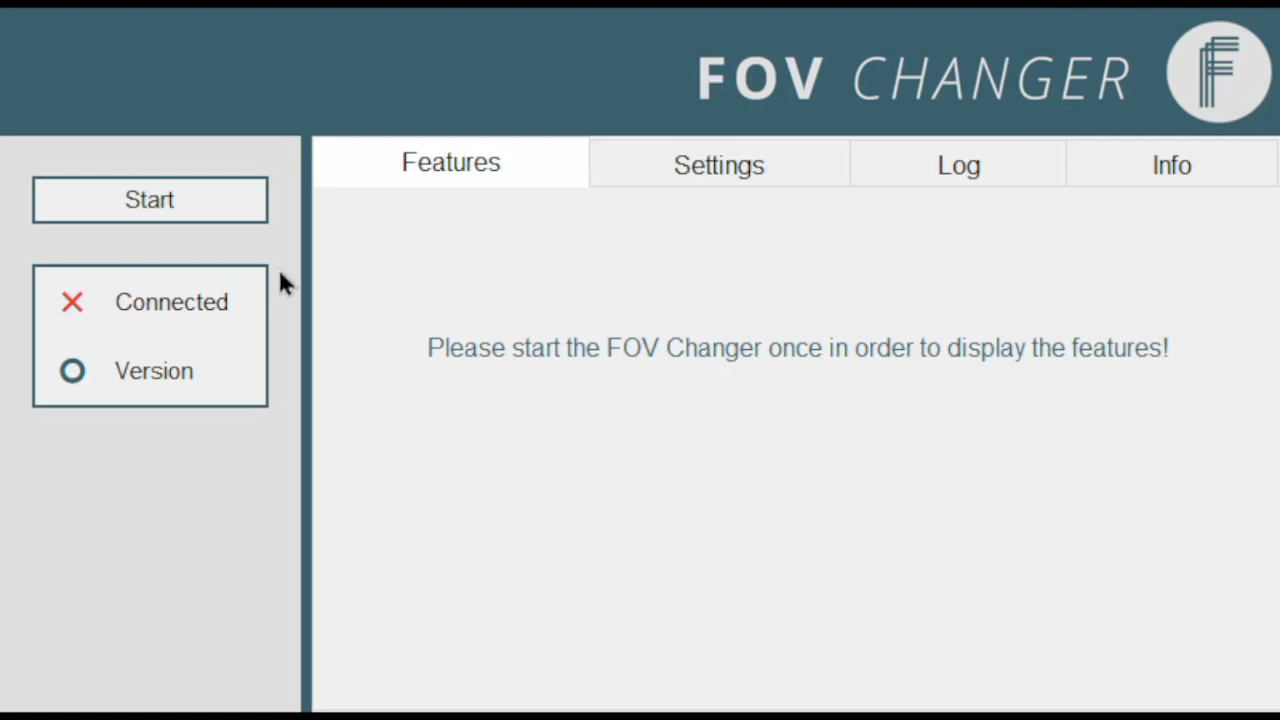 FOV CHANGER
Features
Settings
Log
Info
Start
Connected
Version
Please start the FOV Changer once in order to display the features!